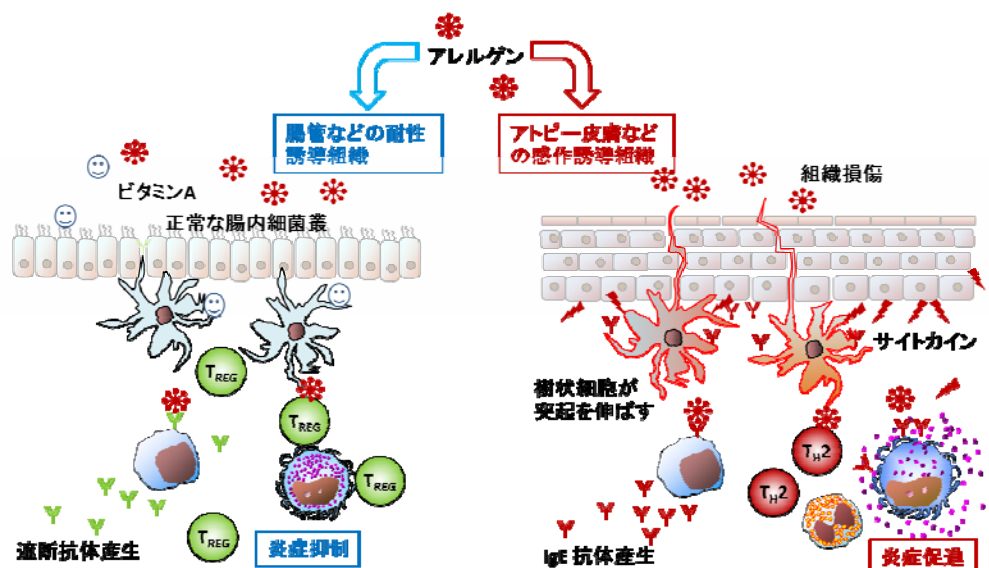 アレルゲン
腸管などの耐性
誘導組織
アトピー皮膚など
の感作誘導組織
ビタミンA
正常な腸内細菌叢
組織損傷
サイトカイン
樹状細胞が
突起を伸ばす
TREG
TREG
TREG
TREG
TH2
TH2
遮断抗体産生
炎症抑制
IgE 抗体産生
炎症促進